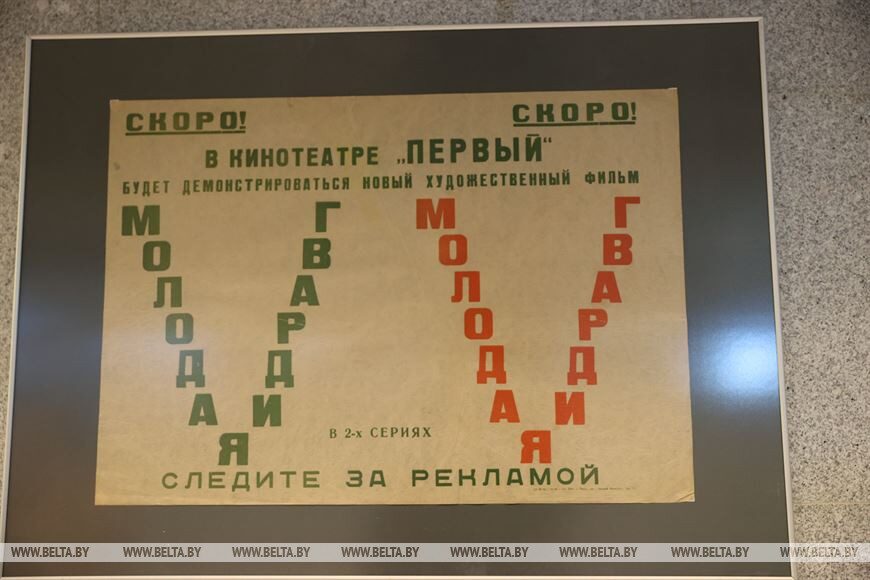 СКОРО! СКОРО!
В КИНОТЕАТРЕ „ПЕРВЫЙ“
БУДЕТ ДЕМОНСТРИРОВАТЬСЯ НОВЫЙ ХУДОЖЕСТВЕННЫЙ ФИЛЬМ
МОЛОДАЯ ГВАРДИЯ
МОЛОДАЯ ГВАРДИЯ
В 2-х СЕРИЯХ
СЛЕДИТЕ ЗА РЕКЛАМОЙ
WWW.BELTA.BY WWW.BELTA.BY WWW.BELTA.BY WWW.BELTA.BY WWW.BELTA.BY WWW.BELTA.BY WWW.BELTA.BY WWW.BELTA.BY